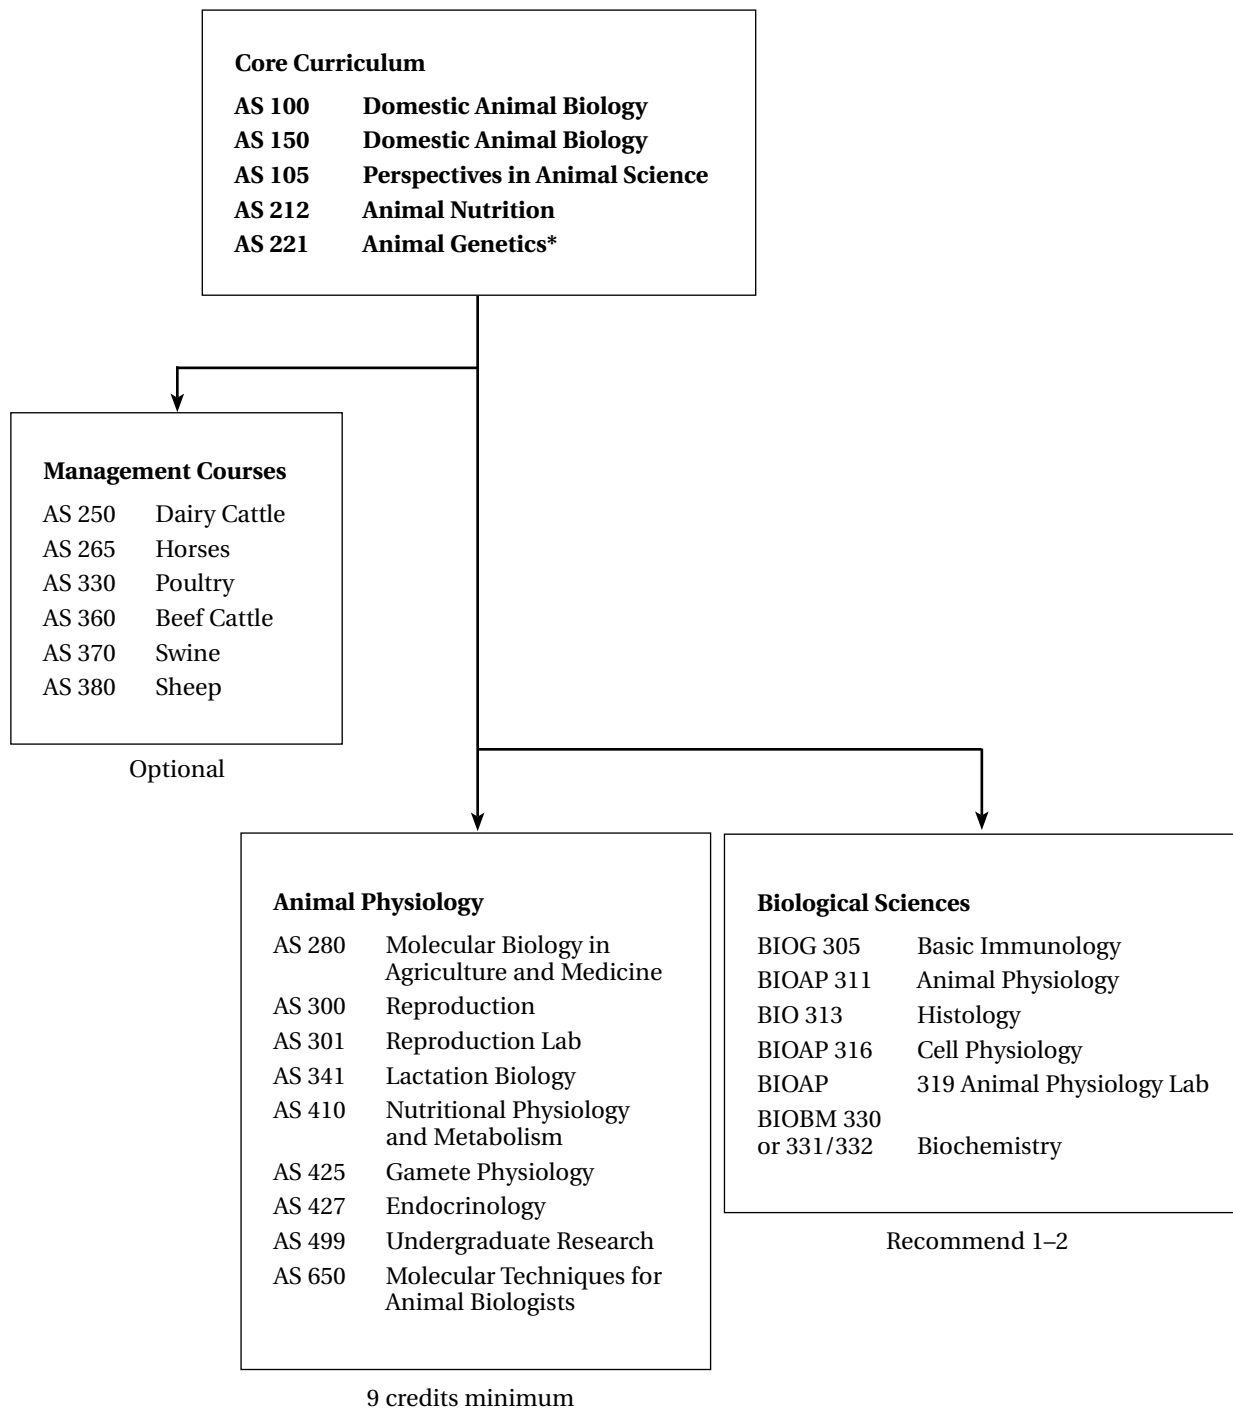 Core Curriculum
AS 100 Domestic Animal Biology
AS 150 Domestic Animal Biology
AS 105 Perspectives in Animal Science
AS 212 Animal Nutrition
AS 221 Animal Genetics*
Management Courses
AS 250 Dairy Cattle
AS 265 Horses
AS 330 Poultry
AS 360 Beef Cattle
AS 370 Swine
AS 380 Sheep
Optional
Animal Physiology
AS 280 Molecular Biology in
Agriculture and Medicine
AS 300 Reproduction
AS 301 Reproduction Lab
AS 341 Lactation Biology
AS 410 Nutritional Physiology
and Metabolism
AS 425 Gamete Physiology
AS 427 Endocrinology
AS 499 Undergraduate Research
AS 650 Molecular Techniques for
Animal Biologists
9 credits minimum
Biological Sciences
BIOG 305 Basic Immunology
BIOAP 311 Animal Physiology
BIO 313 Histology
BIOAP 316 Cell Physiology
BIOAP 319 Animal Physiology Lab
BIOBM 330
or 331/332 Biochemistry
Recommend 1–2